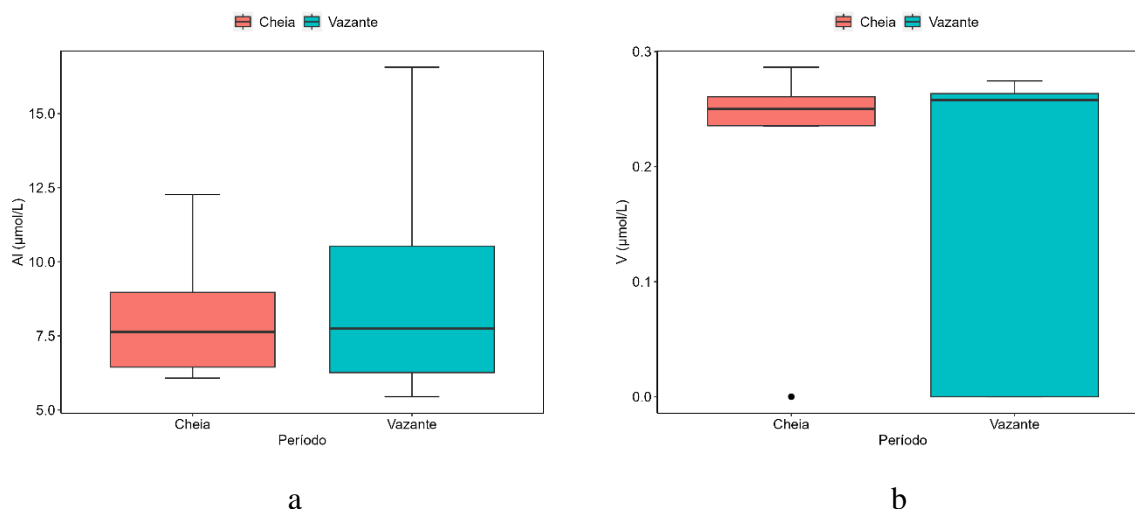 Cheia Vazante
Al (µmol/L)
15.0
12.5
10.0
7.5
5.0
Cheia Vazante
Período
a
Cheia Vazante
V (µmol/L)
0.3
0.2
0.1
0.0
Cheia Vazante
Período
b